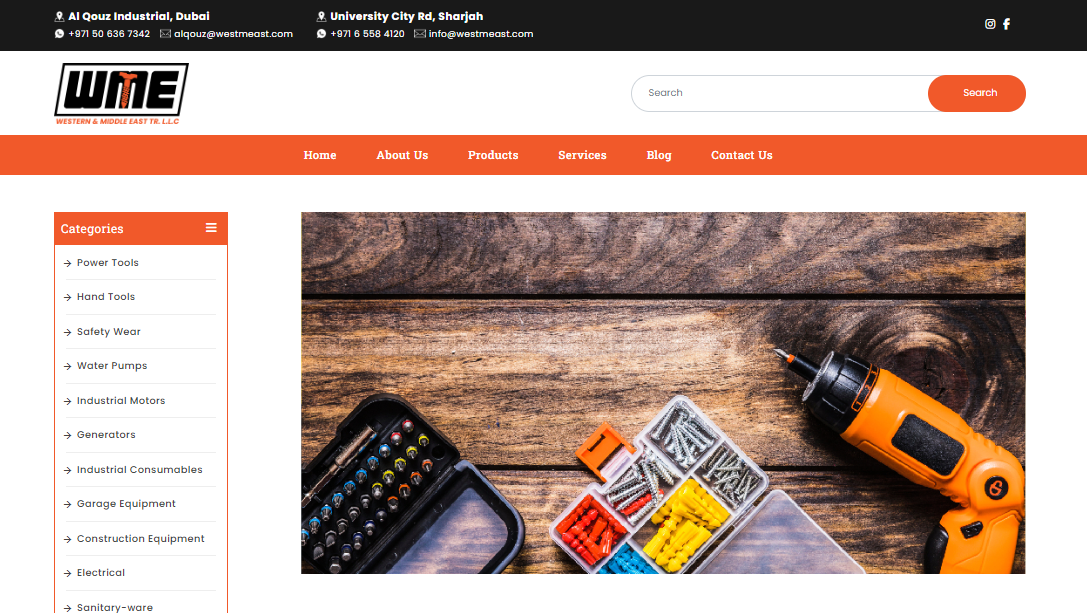 Al Qouz Industrial, Dubai
+971 50 636 7342 alqouz@westmeast.com
University City Rd, Sharjah
+971 6 558 4120 info@westmeast.com
WME
WESTERN & MIDDLE EAST TR. L.L.C
Search Search
Home About Us Products Services Blog Contact Us
Categories
Power Tools
Hand Tools
Safety Wear
Water Pumps
Industrial Motors
Generators
Industrial Consumables
Garage Equipment
Construction Equipment
Electrical
Sanitary-ware